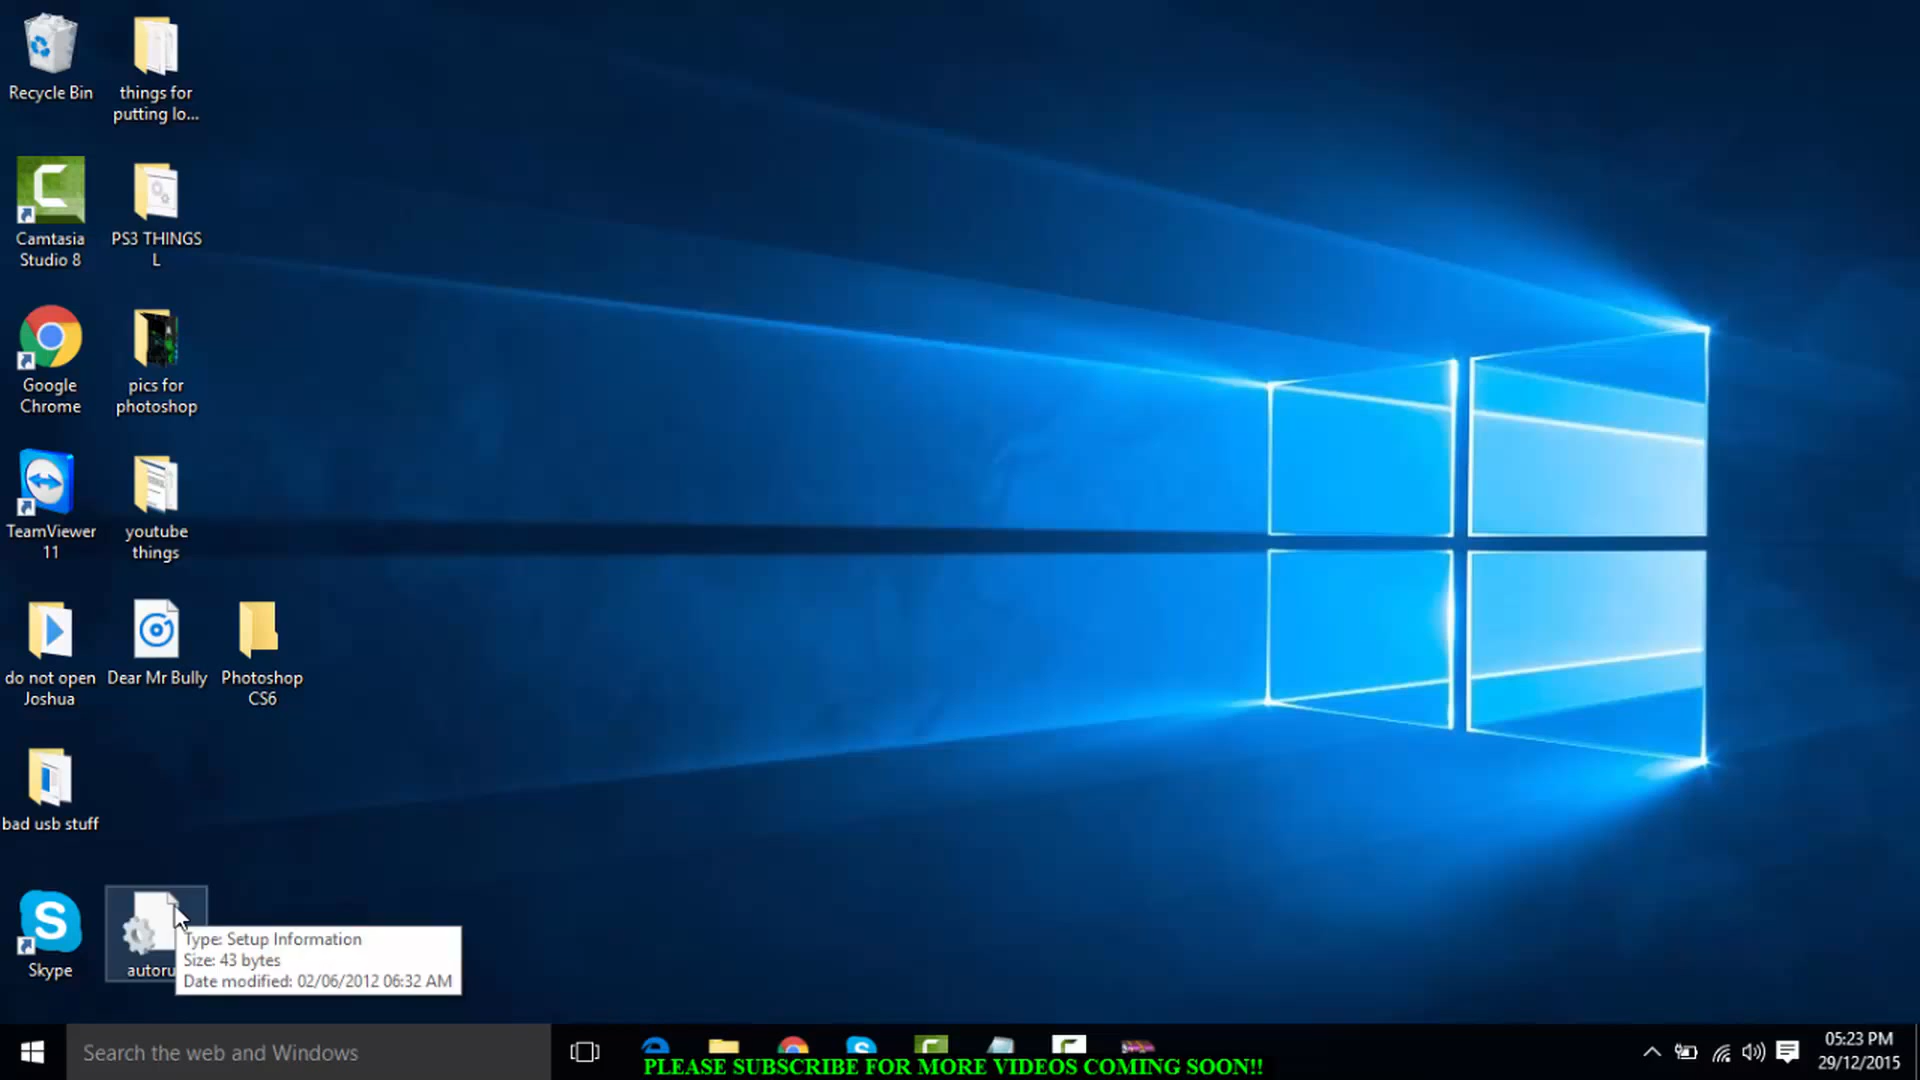 Recycle Bin
things for
putting lo...
Camtasia
Studio 8
PS3 THINGS
L
Google
Chrome
pics for
photoshop
TeamViewer
11
youtube
things
do not open
Joshua
Dear Mr Bully
Photoshop
CS6
bad usb stuff
Skype
autoru
Type: Setup Information
Size: 43 bytes
Date modified: 02/06/2012 06:32 AM
Search the web and Windows
PLEASE SUBSCRIBE FOR MORE VIDEOS COMING SOON!!
05:23 PM
29/12/2015